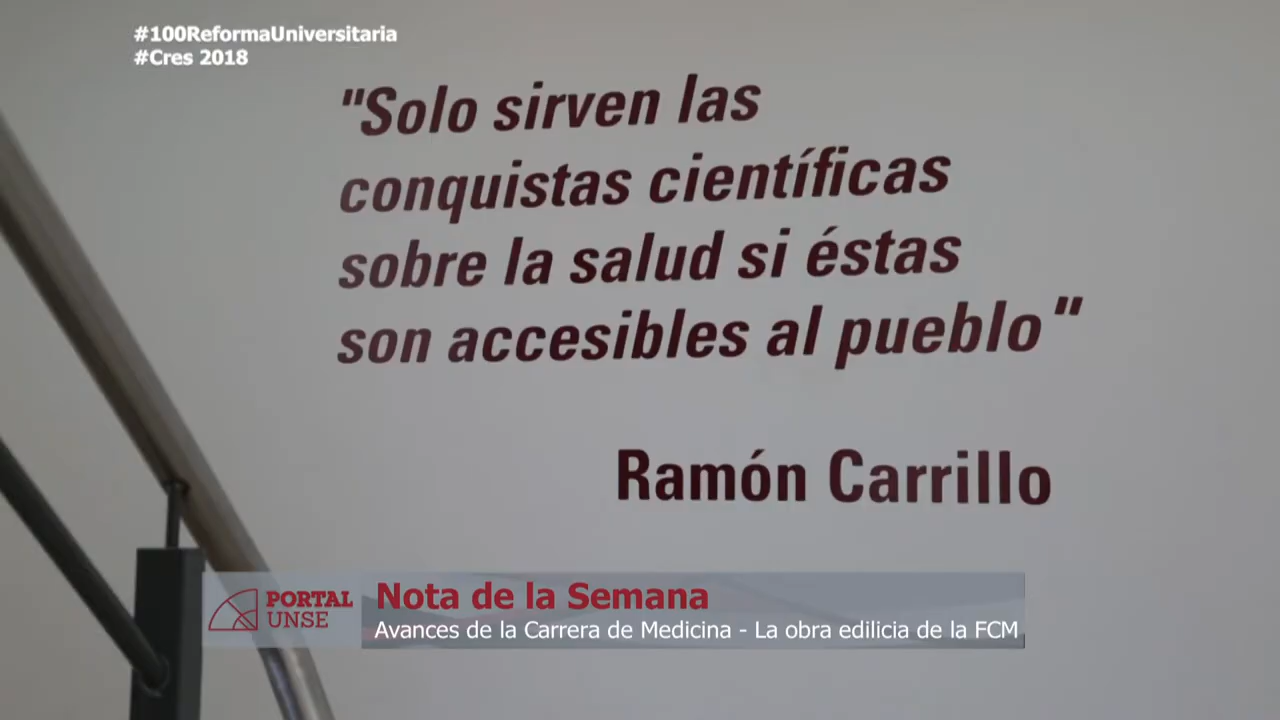 #100ReformaUniversitaria
#Cres 2018
"Solo sirven las
conquistas científicas
sobre la salud si éstas
son accesibles al pueblo"
Ramón Carrillo
PORTAL
UNSE
Nota de la Semana
Avances de la Carrera de Medicina - La obra edilicia de la FCM